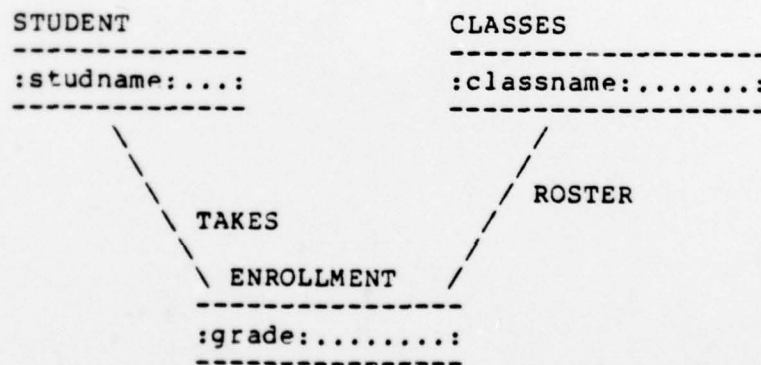 STUDENT CLASSES
:studname:...: :classname:.......:
TAKES
ROSTER
ENROLLMENT
:grade:........: